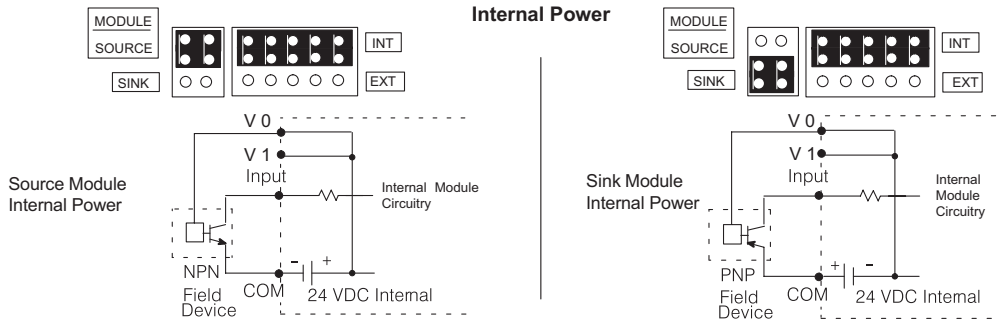 Internal Power
MODULE
SOURCE
SINK
INT
EXT
V 0
V 1
Input
Source Module
Internal Power
Internal Module
Circuitry
NPN
Field
Device
COM
- +
24 VDC Internal
MODULE
SOURCE
SINK
INT
EXT
V 0
V 1
Input
Sink Module
Internal Power
Internal
Module
Circuitry
PNP
Field
Device
COM
+ -
24 VDC Internal